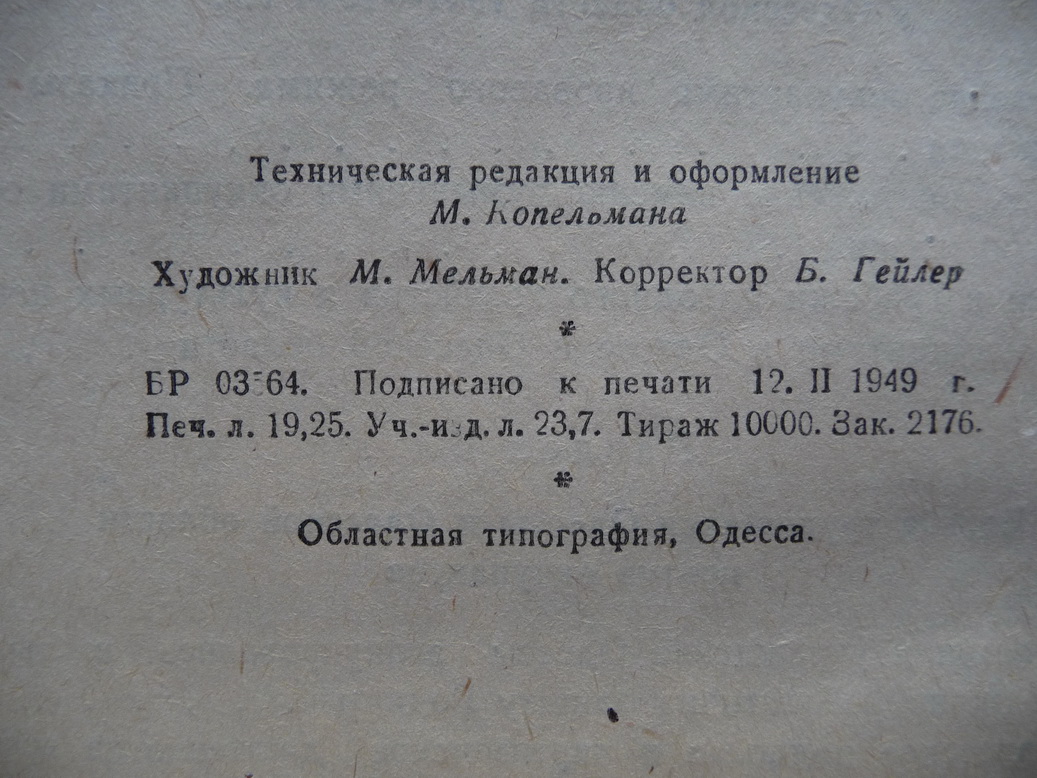 Техническая редакция и оформление
М. Копельмана
Художник М. Мельман. Корректор Б. Гейлер
*
БР Подписано к печати 12. II 1949 г.
Печ. л. 19,25. Уч.-изд. л. 23,7. Тираж 10000. Зак. 2176.
*
Областная типография, Одесса.